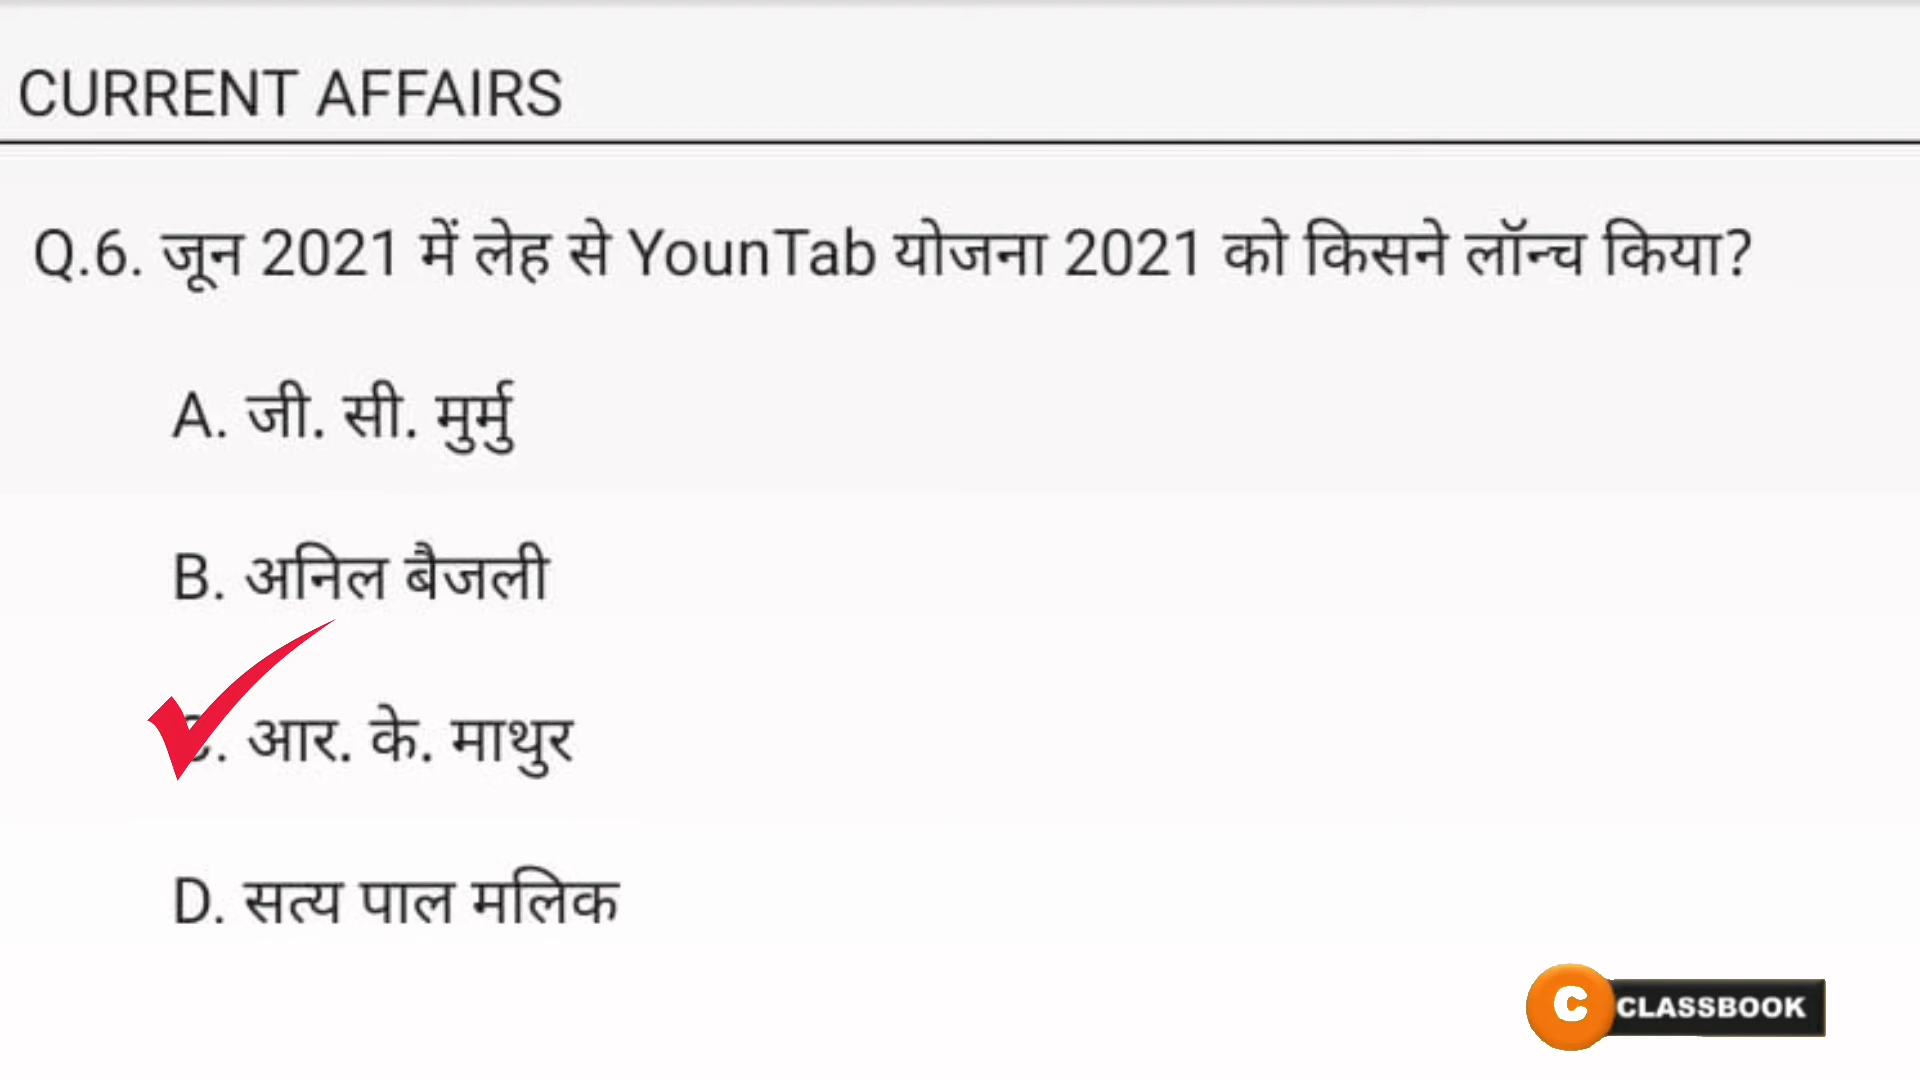 CURRENT AFFAIRS
Q.6. जून 2021 में लेह से YounTab योजना 2021 को किसने लॉन्च किया?
A. जी. सी. मुर्मु
B. अनिल बैजली
C. आर. के. माथुर
D. सत्य पाल मलिक
C CLASSBOOK